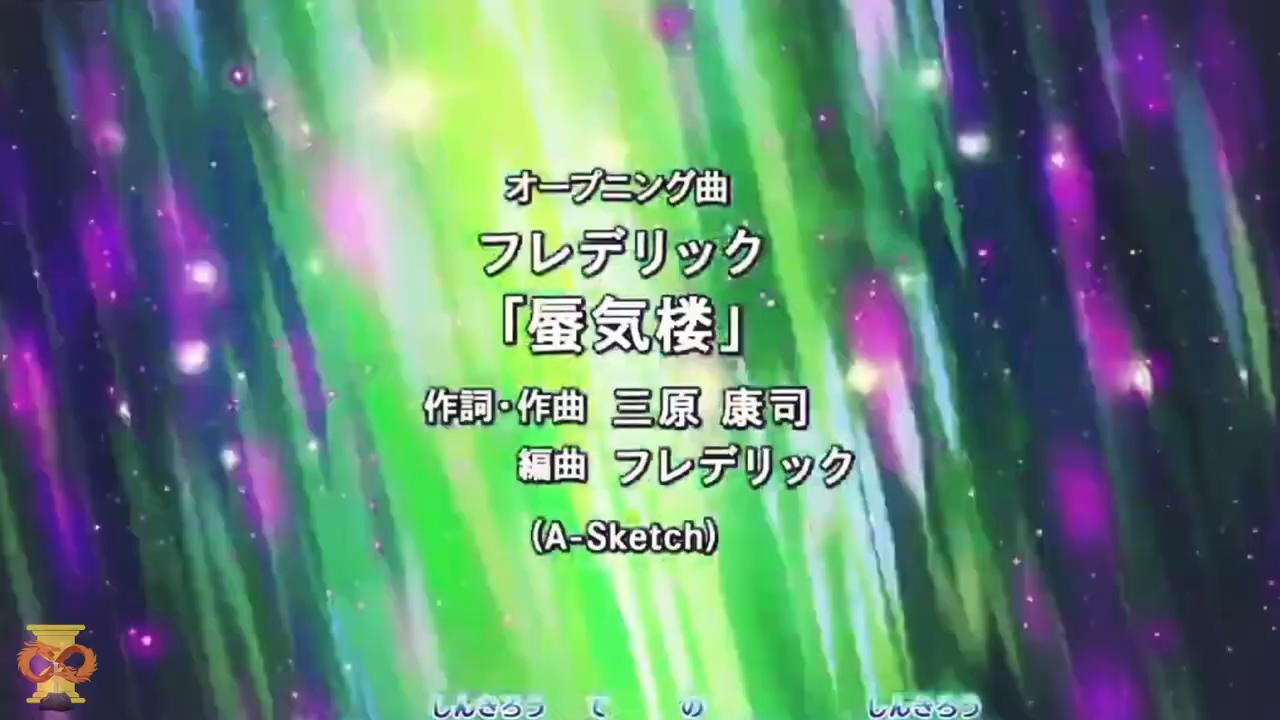 オープニング曲
フレデリック
「蜃気楼」
作詞・作曲 三原 康司
編曲 フレデリック
(A-Sketch)
しんきろう て の しんきろう